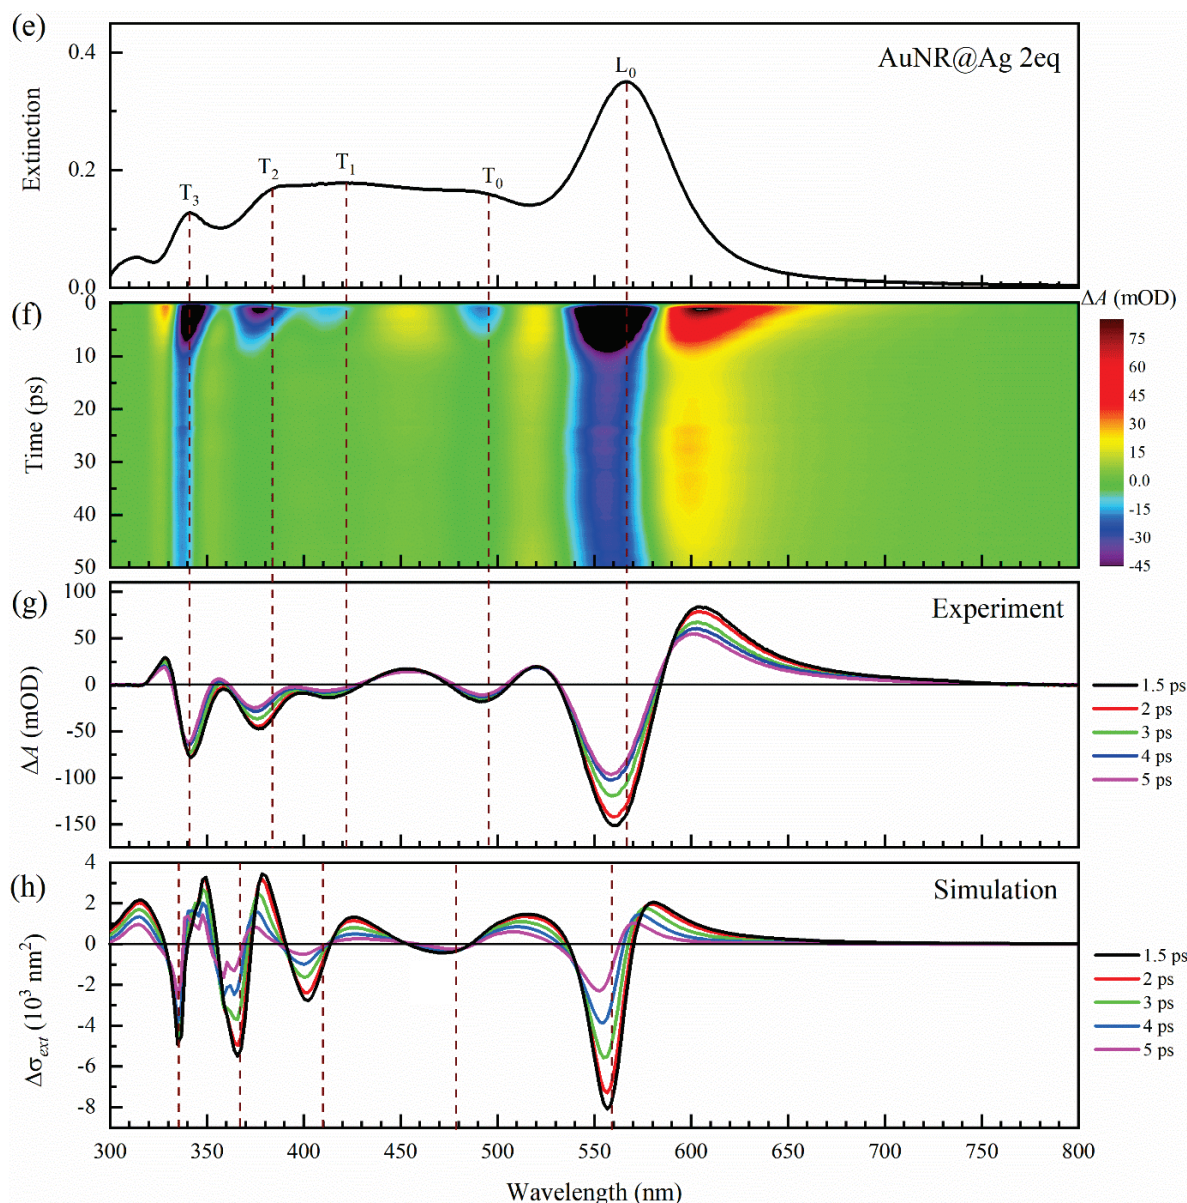 (e)
0.4
AuNR@Ag 2eq
L0
Extinction
0.2
T3
T2
T1
T0
0.0
(f)
0
10
20
30
40
50
Time (ps)
ΔA (mOD)
75
60
45
30
15
0.0
-15
-30
-45
(g)
100
50
0
-50
-100
-150
ΔA (mOD)
Experiment
1.5 ps
2 ps
3 ps
4 ps
5 ps
(h)
4
2
0
-2
-4
-6
-8
Δσext (10³ nm²)
Simulation
1.5 ps
2 ps
3 ps
4 ps
5 ps
300 350 400 450 500 550 600 650 700 750 800
Wavelength (nm)